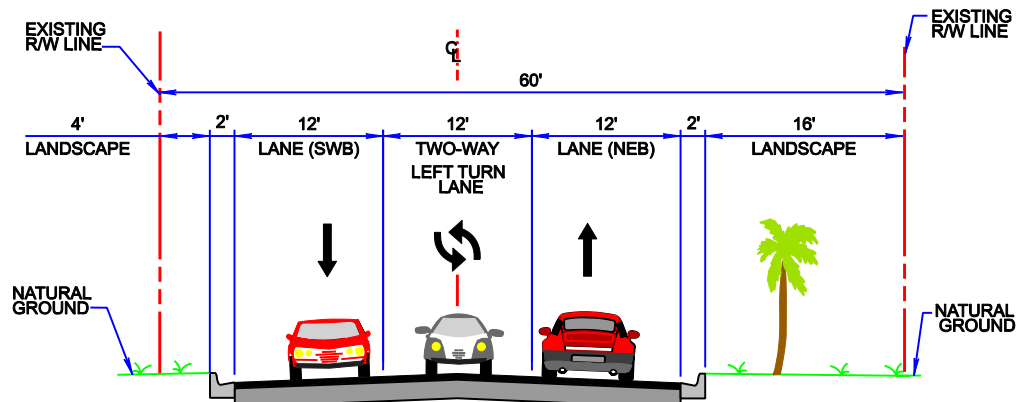 EXISTING
R/W LINE
EXISTING
R/W LINE
℄
60'
4'
2'
12'
12'
12'
2'
16'
LANDSCAPE
LANE (SWB)
TWO-WAY
LEFT TURN
LANE
LANE (NEB)
LANDSCAPE
NATURAL
GROUND
NATURAL
GROUND